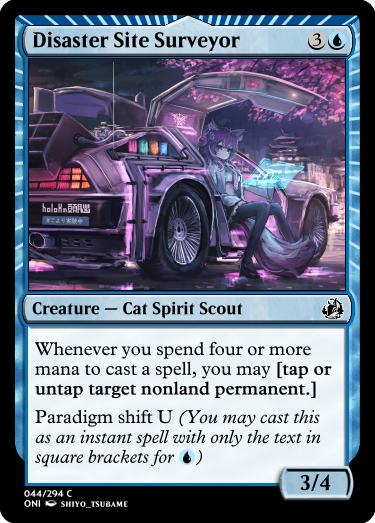 Disaster Site Surveyor 3
holoHn
Creature — Cat Spirit Scout
Whenever you spend four or more
mana to cast a spell, you may [tap or
untap target nonland permanent.]
Paradigm shift U (You may cast this
as an instant spell with only the text in
square brackets for )
3/4
044/294 C
ONI SHIYO_TSUBAME